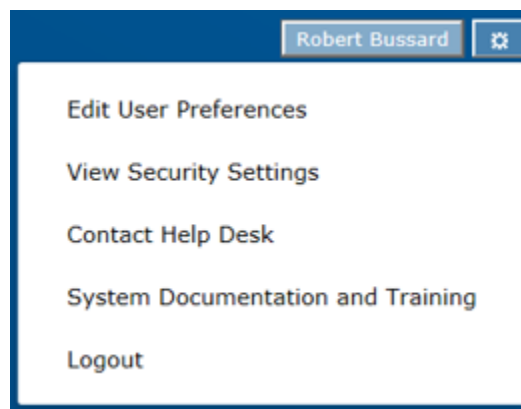 Robert Bussard
Edit User Preferences
View Security Settings
Contact Help Desk
System Documentation and Training
Logout